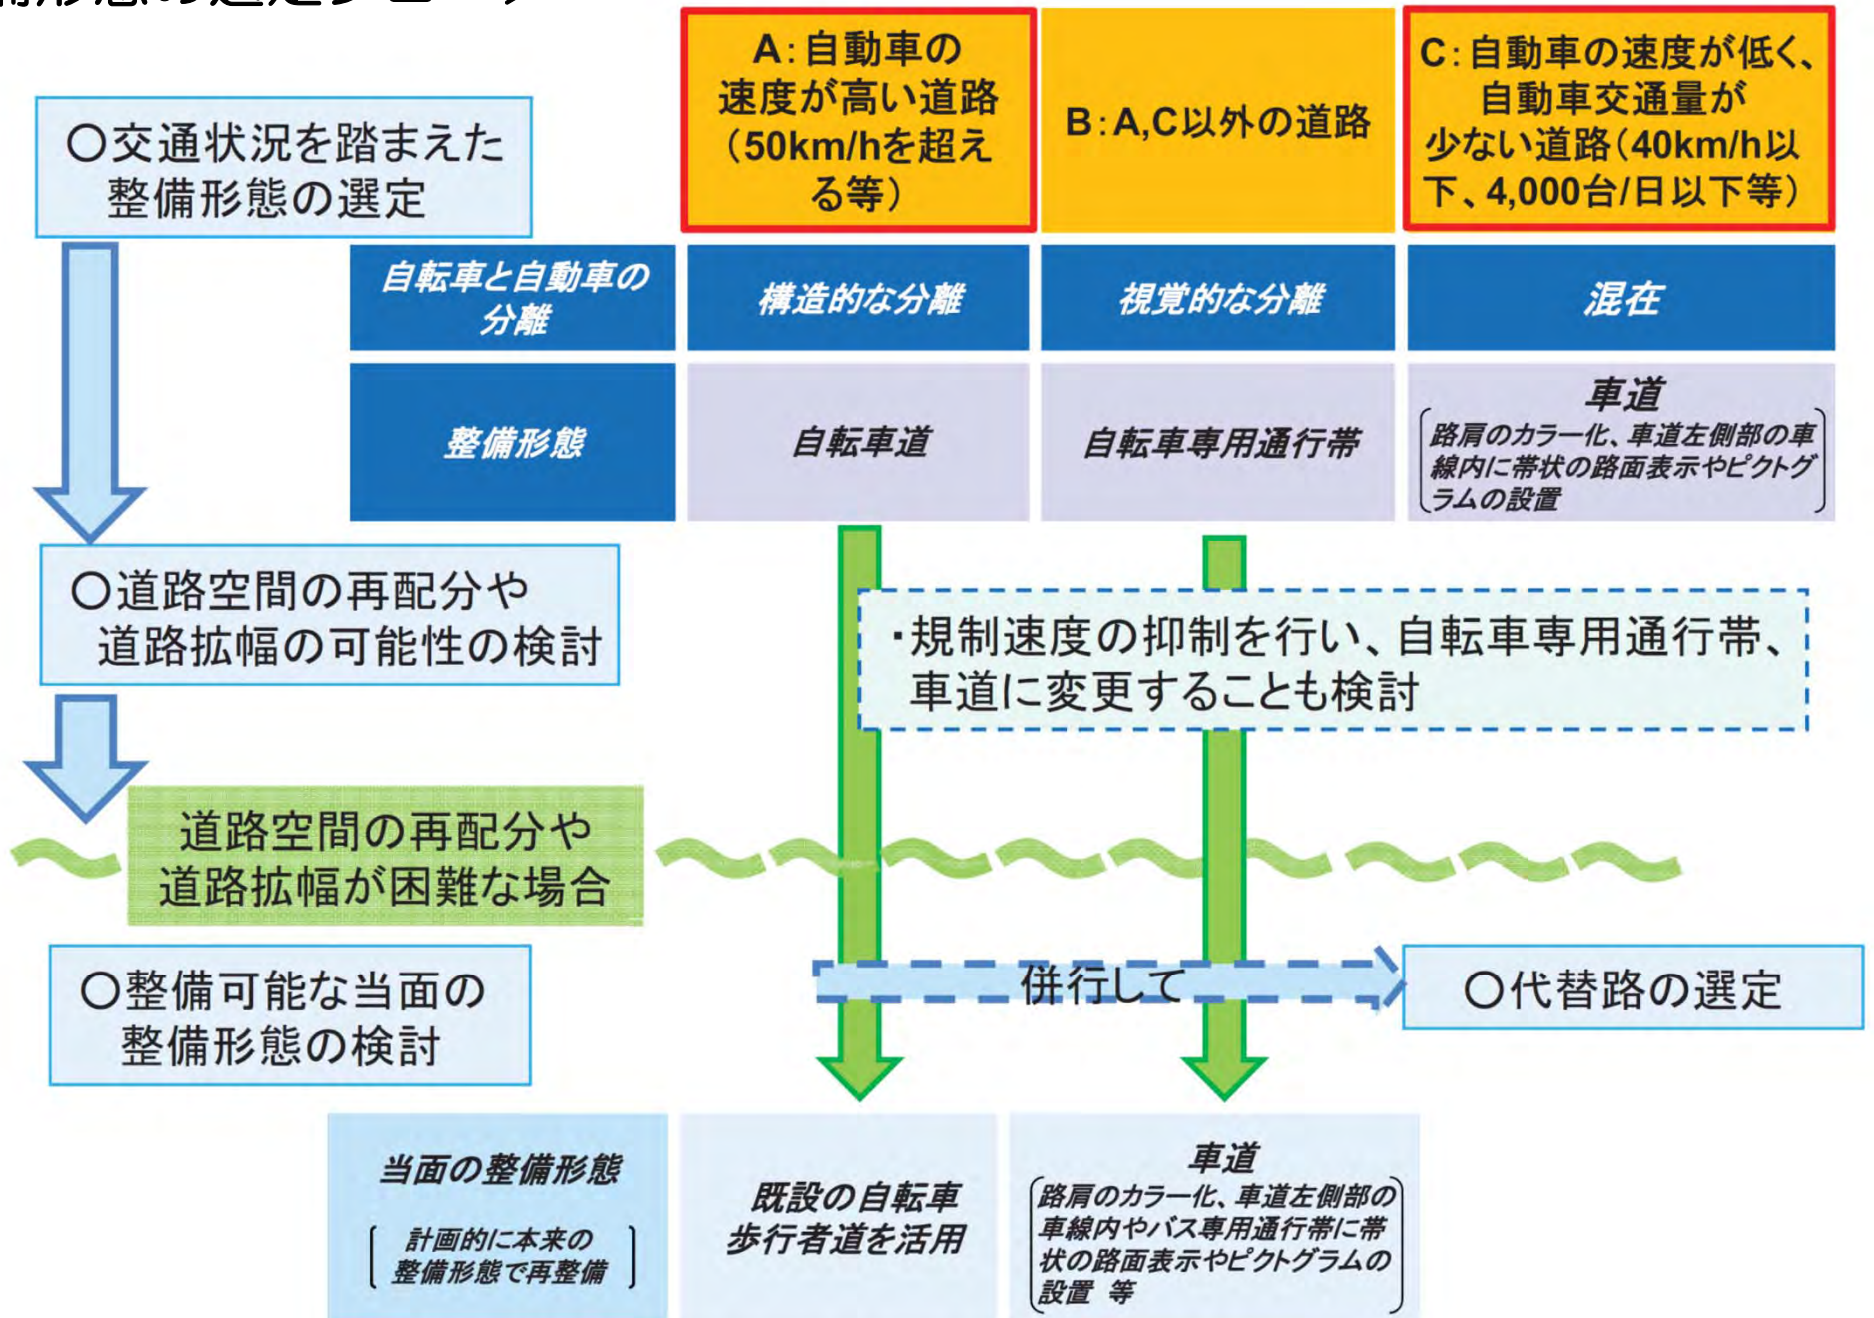 A:自動車の
速度が高い道路
(50km/hを超え
る等)
B:A,C以外の道路
C:自動車の速度が低く、
自動車交通量が
少ない道路(40km/h以
下、4,000台/日以下等)
○交通状況を踏まえた
整備形態の選定
自転車と自動車の
分離
構造的な分離
視覚的な分離
混在
整備形態
自転車道
自転車専用通行帯
車道
路肩のカラー化、車道左側部の車
線内に帯状の路面表示やピクトグ
ラムの設置
○道路空間の再配分や
道路拡幅の可能性の検討
・規制速度の抑制を行い、自転車専用通行帯、
車道に変更することも検討
道路空間の再配分や
道路拡幅が困難な場合
○整備可能な当面の
整備形態の検討
併行して
○代替路の選定
当面の整備形態
計画的に本来の
整備形態で再整備
既設の自転車
歩行者道を活用
車道
路肩のカラー化、車道左側部の
車線内やバス専用通行帯に帯
状の路面表示やピクトグラムの
設置 等